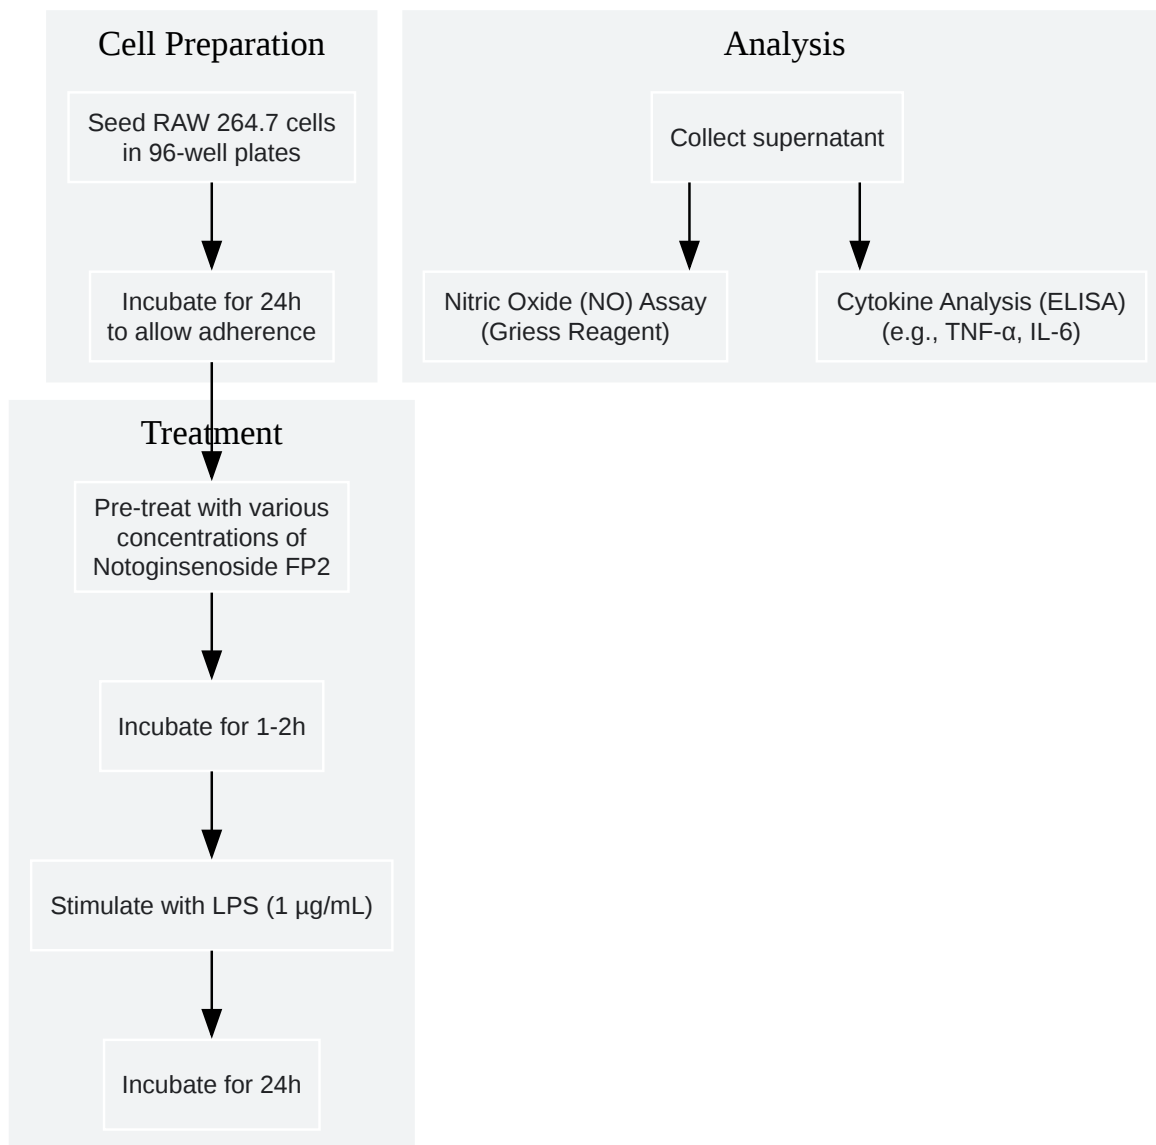 Cell Preparation
Seed RAW 264.7 cells
in 96-well plates
Incubate for 24h
to allow adherence
Treatment
Pre-treat with various
concentrations of
Notoginsenoside FP2
Incubate for 1-2h
Stimulate with LPS (1 µg/mL)
Incubate for 24h
Analysis
Collect supernatant
Nitric Oxide (NO) Assay
(Griess Reagent)
Cytokine Analysis (ELISA)
(e.g., TNF-α, IL-6)